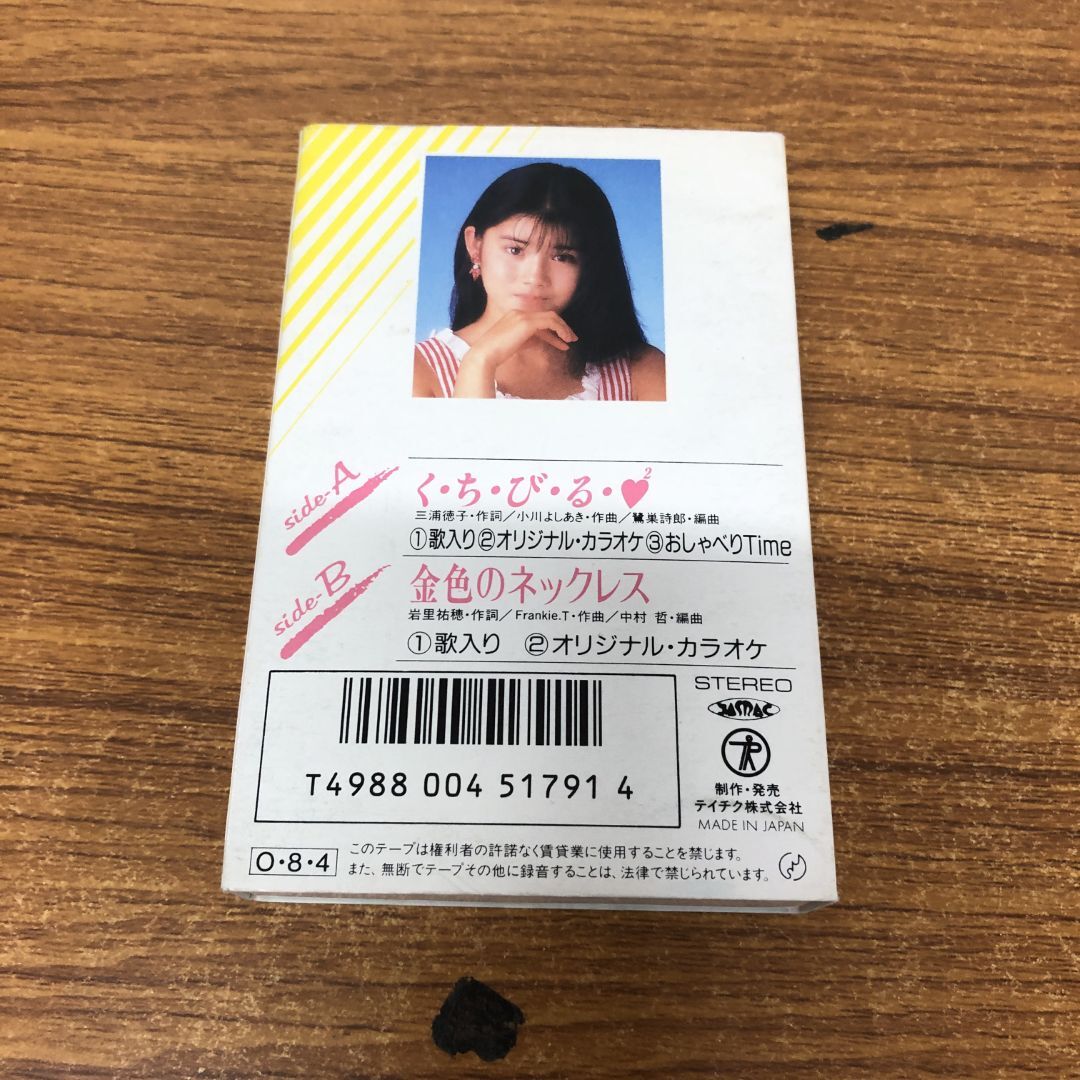 side-A
く・ち・び・る・♥2
三浦徳子・作詞／小川よしあき・作曲／鷺巣詩郎・編曲
①歌入り②オリジナル・カラオケ③おしゃべりTime
side-B
金色のネックレス
岩里祐穂・作詞／Frankie.T・作曲／中村 哲・編曲
①歌入り ②オリジナル・カラオケ
T4988 004 51791 4
STEREO
JASRAC
制作・発売
テイチク株式会社
MADE IN JAPAN
O・8・4
このテープは権利者の許諾なく賃貸業に使用することを禁じます。
また、無断でテープその他に録音することは、法律で禁じられています。